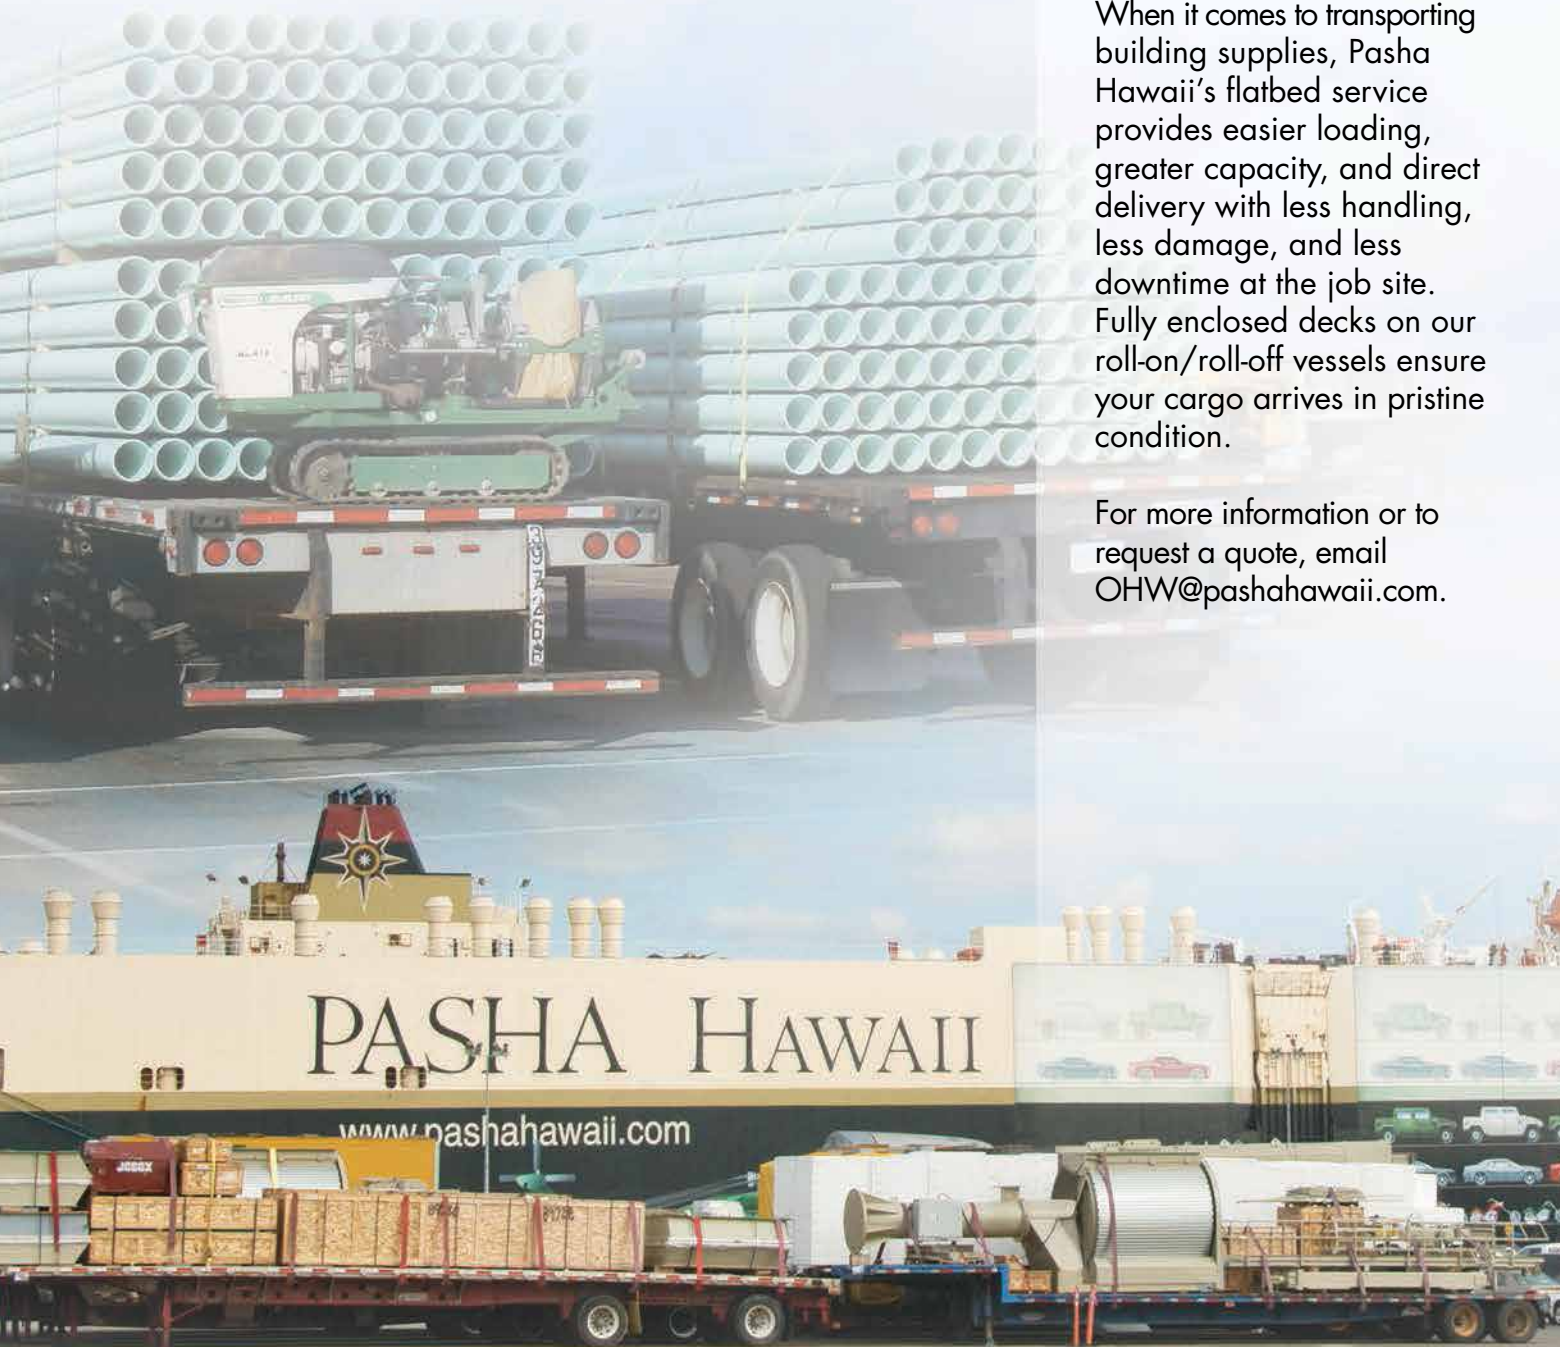 When it comes to transporting
building supplies, Pasha
Hawaii’s flatbed service
provides easier loading,
greater capacity, and direct
delivery with less handling,
less damage, and less
downtime at the job site.
Fully enclosed decks on our
roll-on/roll-off vessels ensure
your cargo arrives in pristine
condition.
For more information or to
request a quote, email
OHW@pashahawaii.com.
PASHA HAWAII
www.pashahawaii.com
JOBOX